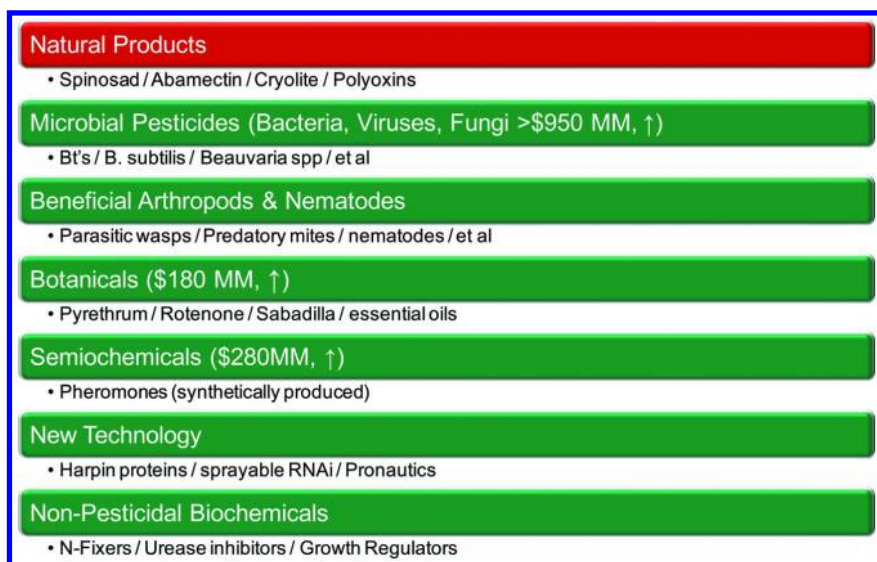 Natural Products
• Spinosad / Abamectin / Cryolite / Polyoxins
Microbial Pesticides (Bacteria, Viruses, Fungi >$950 MM, ↑)
• Bt's / B. subtilis / Beauvaria spp / et al
Beneficial Arthropods & Nematodes
• Parasitic wasps / Predatory mites / nematodes / et al
Botanicals ($180 MM, ↑)
• Pyrethrum / Rotenone / Sabadilla / essential oils
Semiochemicals ($280MM, ↑)
• Pheromones (synthetically produced)
New Technology
• Harpin proteins / sprayable RNAi / Pronautics
Non-Pesticidal Biochemicals
• N-Fixers / Urease inhibitors / Growth Regulators